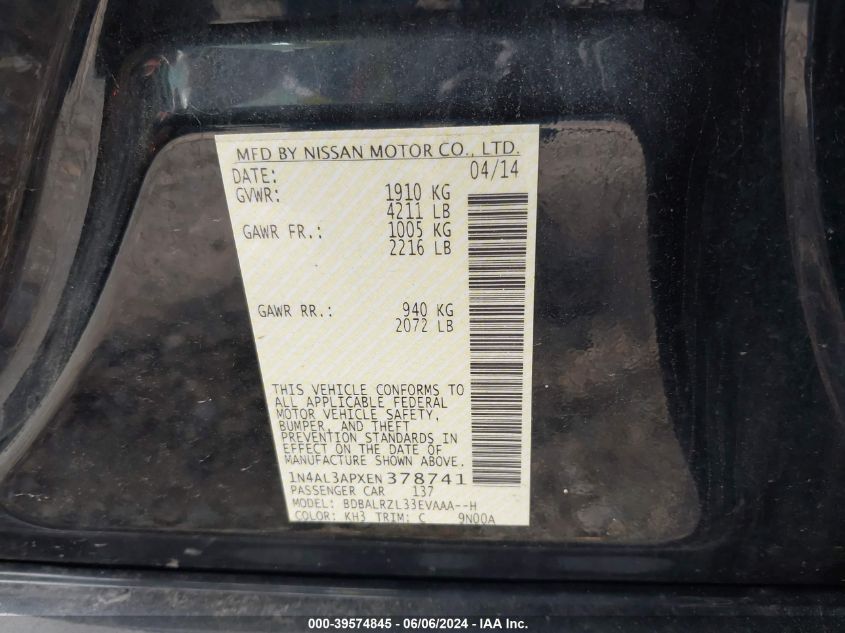 MFD BY NISSAN MOTOR CO., LTD.
DATE: 04/14
GVWR: 1910 KG
4211 LB
GAWR FR.: 1005 KG
2216 LB
GAWR RR.: 940 KG
2072 LB
THIS VEHICLE CONFORMS TO
ALL APPLICABLE FEDERAL
MOTOR VEHICLE SAFETY,
BUMPER, AND THEFT
PREVENTION STANDARDS IN
EFFECT ON THE DATE OF
MANUFACTURE SHOWN ABOVE.
1N4AL3APXEN378741
PASSENGER CAR 137
MODEL: BDBALRZL33EVAAA--H
COLOR: KH3 TRIM: C 9N00A
000-39574845 / 06/06/2024 - IAAI Inc.